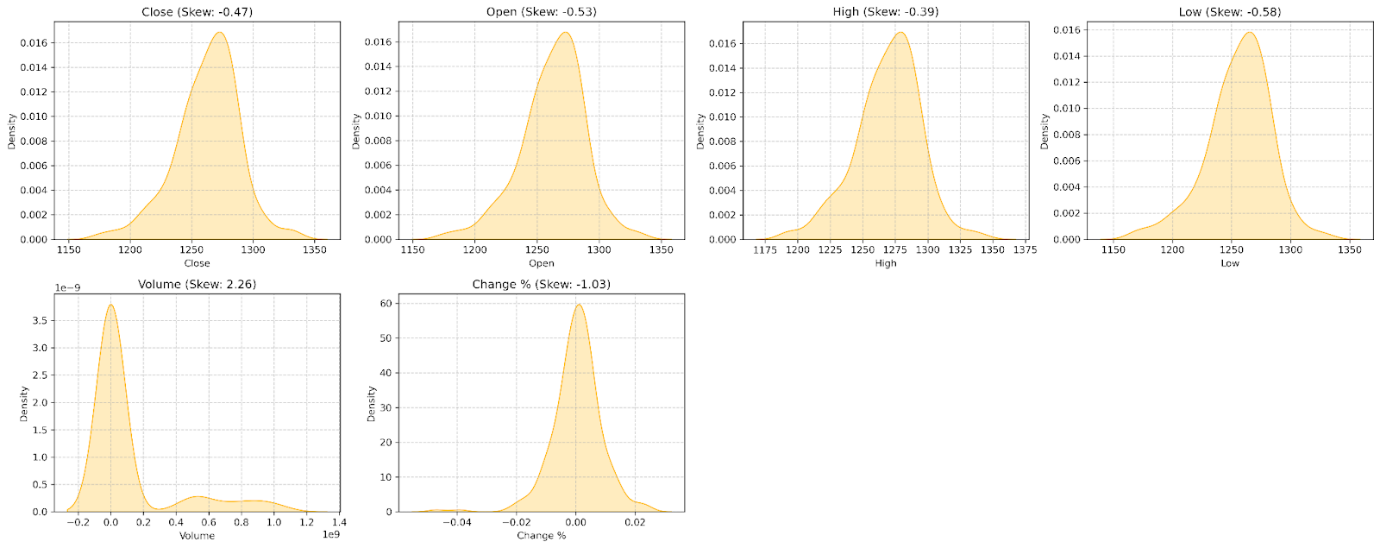 Close (Skew: -0.47)
Density
0.016
0.014
0.012
0.010
0.008
0.006
0.004
0.002
0.000
1150 1200 1250 1300 1350
Close
Open (Skew: -0.53)
Density
0.016
0.014
0.012
0.010
0.008
0.006
0.004
0.002
0.000
1150 1200 1250 1300 1350
Open
High (Skew: -0.39)
Density
0.016
0.014
0.012
0.010
0.008
0.006
0.004
0.002
0.000
1175 1200 1225 1250 1275 1300 1325 1350 1375
High
Low (Skew: -0.58)
Density
0.016
0.014
0.012
0.010
0.008
0.006
0.004
0.002
0.000
1150 1200 1250 1300 1350
Low
1e−9
Volume (Skew: 2.26)
Density
3.5
3.0
2.5
2.0
1.5
1.0
0.5
0.0
−0.2 0.0 0.2 0.4 0.6 0.8 1.0 1.2 1.4
Volume
1e9
Change % (Skew: -1.03)
Density
60
50
40
30
20
10
0
−0.04 −0.02 0.00 0.02
Change %